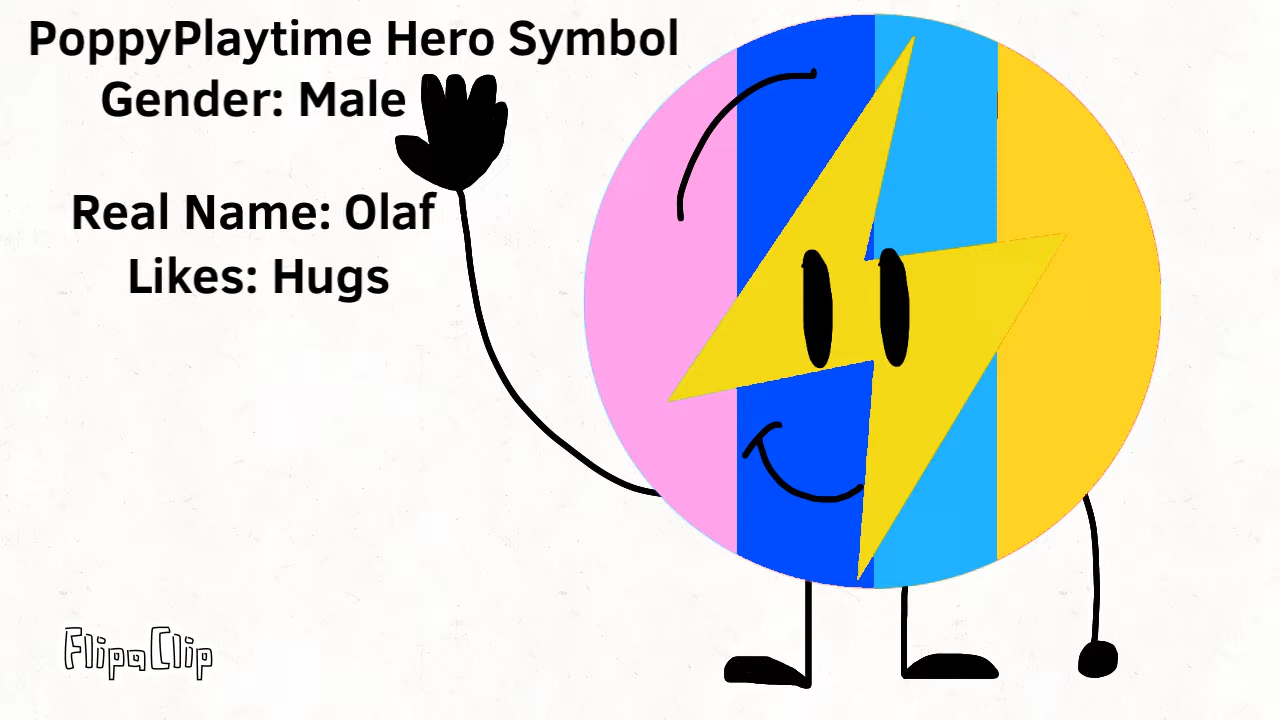 PoppyPlaytime Hero Symbol
Gender: Male
Real Name: Olaf
Likes: Hugs
FlipaClip